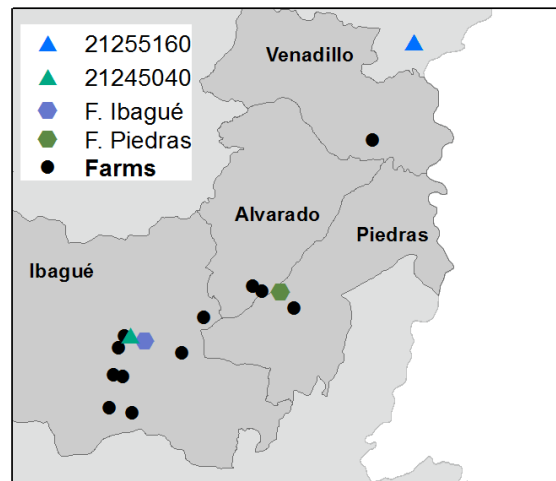 21255160
21245040
F. Ibagué
F. Piedras
Farms
Venadillo
Alvarado
Piedras
Ibagué